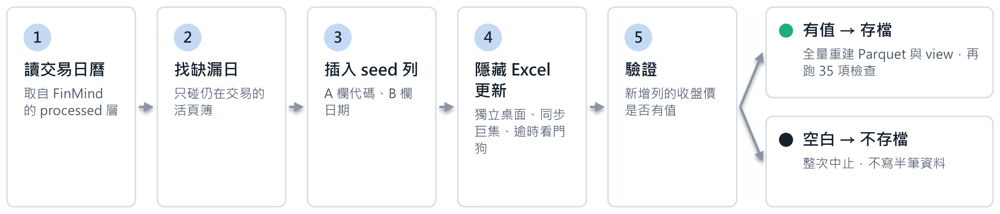 1
讀交易日曆
取自 FinMind
的 processed 層
2
找缺漏日
只碰仍在交易的
活頁簿
3
插入 seed 列
A 欄代碼、B 欄
日期
4
隱藏 Excel
更新
獨立桌面、同步
巨集、逾時看門
狗
5
驗證
新增列的收盤價
是否有值
有值 → 存檔
全量重建 Parquet 與 view，再
跑 35 項檢查
空白 → 不存檔
整次中止，不寫半筆資料